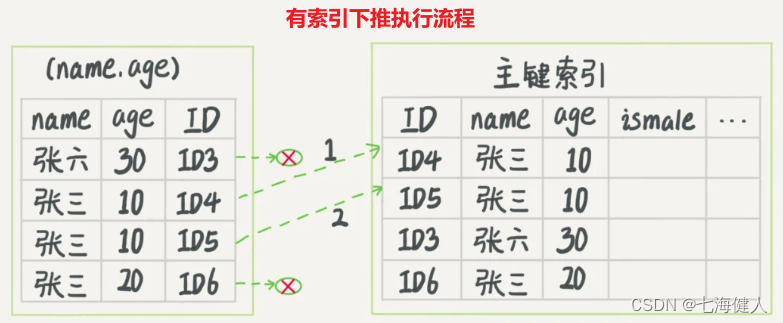 有索引下推执行流程
(name,age)
name age ID
张六 30 ID3
张三 10 ID4
张三 10 ID5
张三 20 ID6
1
2
主键索引
ID name age ismale ...
ID4 张三 10
ID5 张三 10
ID3 张六 30
ID6 张三 20
CSDN @七海健人